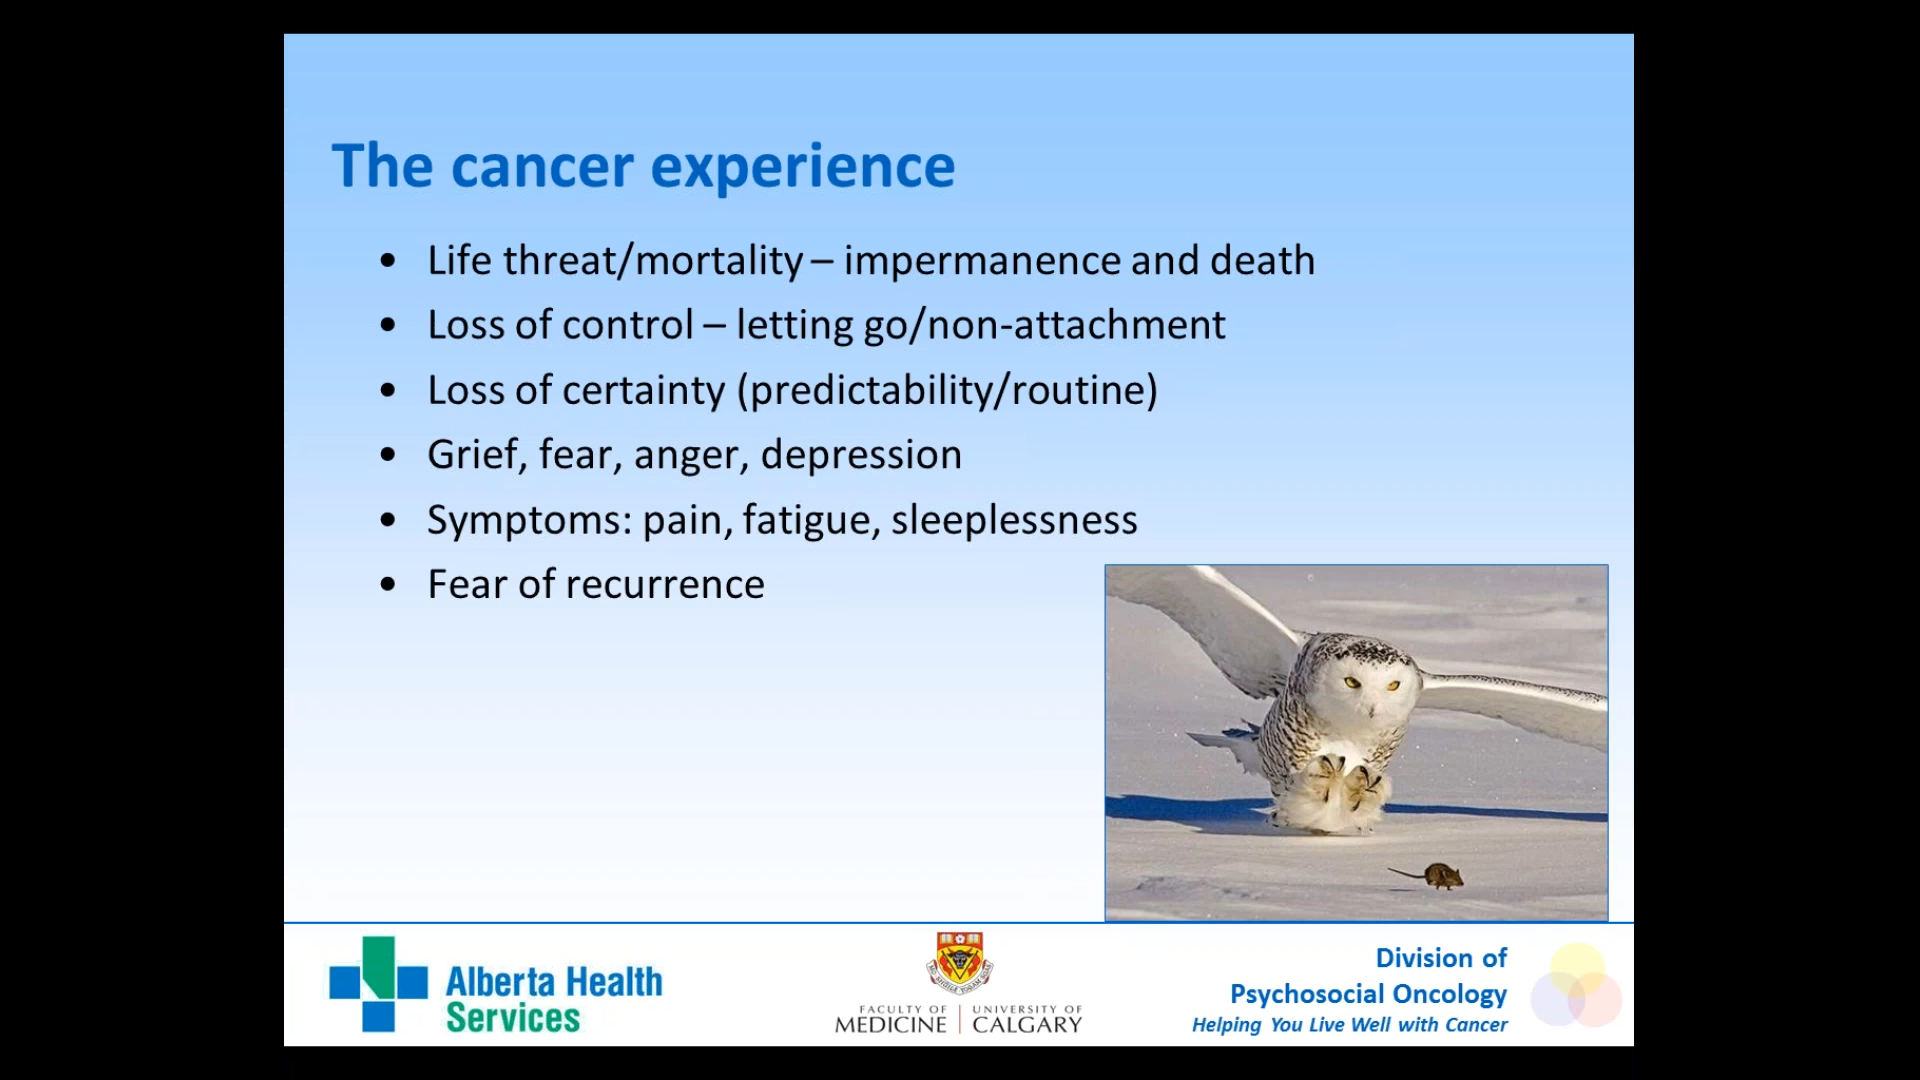 The cancer experience
• Life threat/mortality – impermanence and death
• Loss of control – letting go/non-attachment
• Loss of certainty (predictability/routine)
• Grief, fear, anger, depression
• Symptoms: pain, fatigue, sleeplessness
• Fear of recurrence
Alberta Health
Services
FACULTY OF
MEDICINE
UNIVERSITY OF
CALGARY
Division of
Psychosocial Oncology
Helping You Live Well with Cancer